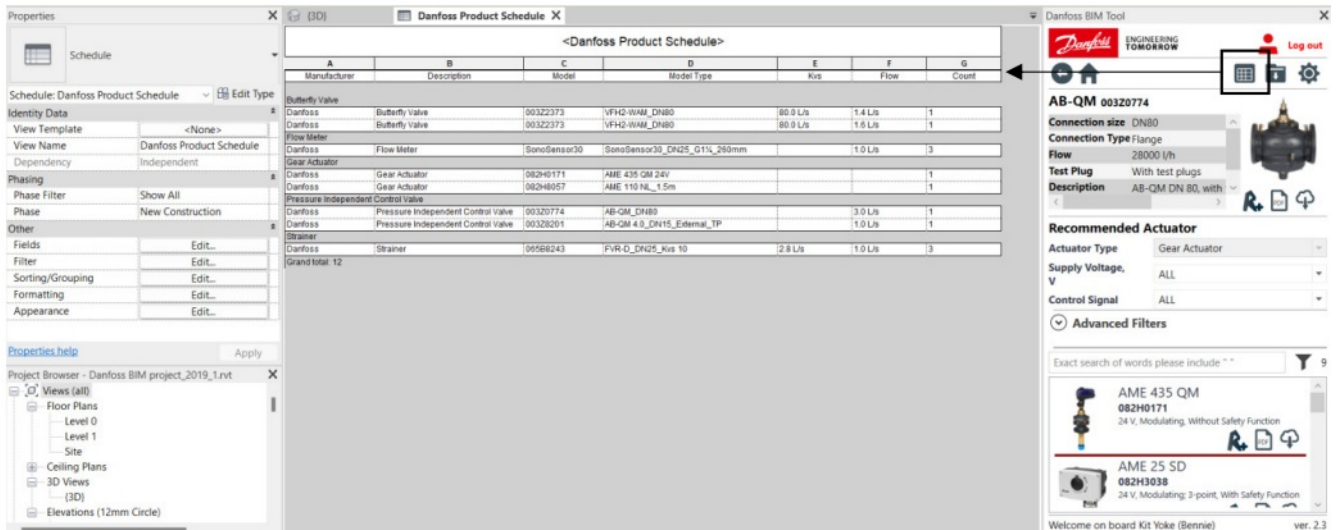 Properties
Schedule
Schedule: Danfoss Product Schedule
Edit Type
Identity Data
View Template <None>
View Name Danfoss Product Schedule
Dependency Independent
Phasing
Phase Filter Show All
Phase New Construction
Other
Fields Edit...
Filter Edit...
Sorting/Grouping Edit...
Formatting Edit...
Appearance Edit...
Properties help Apply
Project Browser - Danfoss BIM project_2019_1.rvt
Views (all)
Floor Plans
Level 0
Level 1
Site
Ceiling Plans
3D Views
{3D}
Elevations (12mm Circle)
{3D} Danfoss Product Schedule
<Danfoss Product Schedule>
A B C D E F G
Manufacturer Description Model Model Type Kvs Flow Count
Butterfly Valve
Danfoss Butterfly Valve 003Z2373 VFH2-WAM_DN80 80.0 L/s 1.4 L/s 1
Danfoss Butterfly Valve 003Z2373 VFH2-WAM_DN80 80.0 L/s 1.6 L/s 1
Flow Meter
Danfoss Flow Meter SonoSensor30 SonoSensor30_DN25_G1¼_260mm 1.0 L/s 3
Gear Actuator
Danfoss Gear Actuator 082H0171 AME 435 QM 24V 1
Danfoss Gear Actuator 082H8057 AME 110 NL_1.5m 1
Pressure Independent Control Valve
Danfoss Pressure Independent Control Valve 003Z0774 AB-QM_DN80 3.0 L/s 1
Danfoss Pressure Independent Control Valve 003Z8201 AB-QM 4.0_DN15_External_TP 1.0 L/s 1
Strainer
Danfoss Strainer 065B8243 FVR-D_DN25_Kvs 10 2.8 L/s 1.0 L/s 3
Grand total: 12
Danfoss BIM Tool
Danfoss
ENGINEERING
TOMORROW
Log out
AB-QM 003Z0774
Connection size DN80
Connection Type Flange
Flow 28000 l/h
Test Plug With test plugs
Description AB-QM DN 80, with
PDF
Recommended Actuator
Actuator Type Gear Actuator
Supply Voltage, V ALL
Control Signal ALL
Advanced Filters
Exact search of words please include " " 9
AME 435 QM
082H0171
24 V, Modulating, Without Safety Function
PDF
AME 25 SD
082H3038
24 V, Modulating; 3-point, With Safety Function
Welcome on board Kit Yoke (Bennie) ver. 2.3